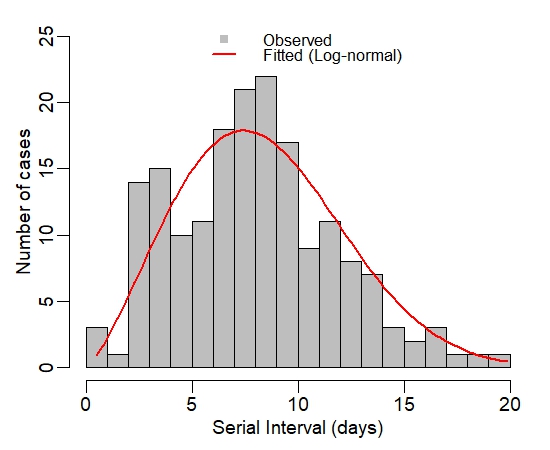 Observed
Fitted (Log-normal)
Number of cases
25
20
15
10
5
0
0 5 10 15 20
Serial Interval (days)